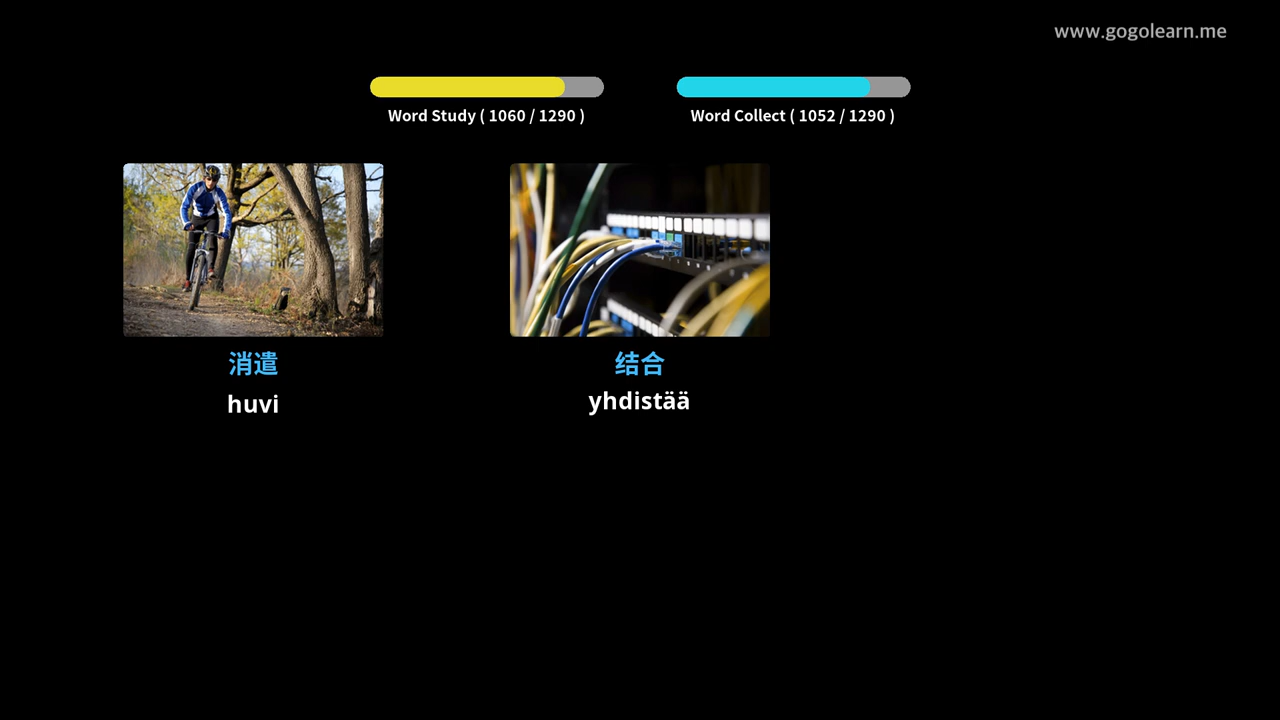 www.gogolearn.me
Word Study ( 1060 / 1290 )
Word Collect ( 1052 / 1290 )
消遣
huvi
结合
yhdistää